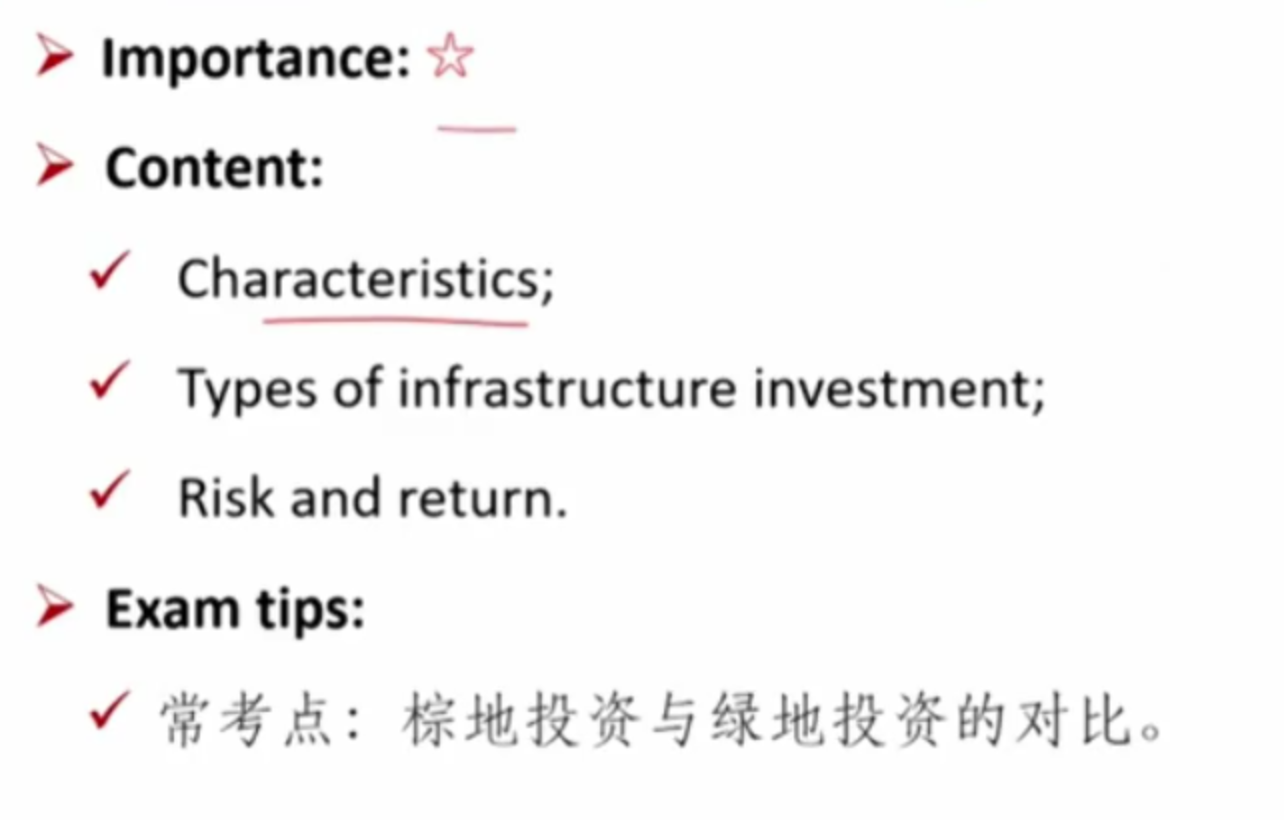 Importance: ☆
Content:
Characteristics;
Types of infrastructure investment;
Risk and return.
Exam tips:
常考点：棕地投资与绿地投资的对比。